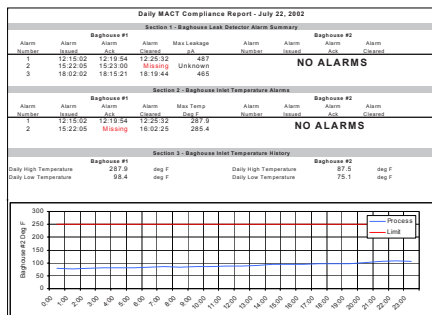 Daily MACT Compliance Report - July 22, 2002
Section 1 - Baghouse Leak Detector Alarm Summary
Baghouse #1 Baghouse #2
Alarm Alarm Alarm Alarm Max Leakage Alarm Alarm Alarm Alarm
Number Issued Ack Cleared pA Number Issued Ack Cleared
1 12:15:02 12:19:54 12:25:32 487 NO ALARMS
2 15:22:05 15:23:00 Missing Unknown
3 18:02:02 18:15:21 18:19:44 465
Section 2 - Baghouse Inlet Temperature Alarms
Baghouse #1 Baghouse #2
Alarm Alarm Alarm Alarm Max Temp Alarm Alarm Alarm Alarm
Number Issued Ack Cleared Deg F Number Issued Ack Cleared
1 12:15:02 12:19:54 12:25:32 287.9 NO ALARMS
2 15:22:05 Missing 16:02:25 285.4
Section 3 - Baghouse Inlet Temperature History
Baghouse #1 Baghouse #2
Daily High Temperature 287.9 deg F Daily High Temperature 87.5 deg F
Daily Low Temperature 98.4 deg F Daily Low Temperature 75.1 deg F
Baghouse #2 Deg F
300
250
200
150
100
50
0
Process
Limit
0:00 1:00 2:00 3:00 4:00 5:00 6:00 7:00 8:00 9:00 10:00 11:00 12:00 13:00 14:00 15:00 16:00 17:00 18:00 19:00 20:00 21:00 22:00 23:00